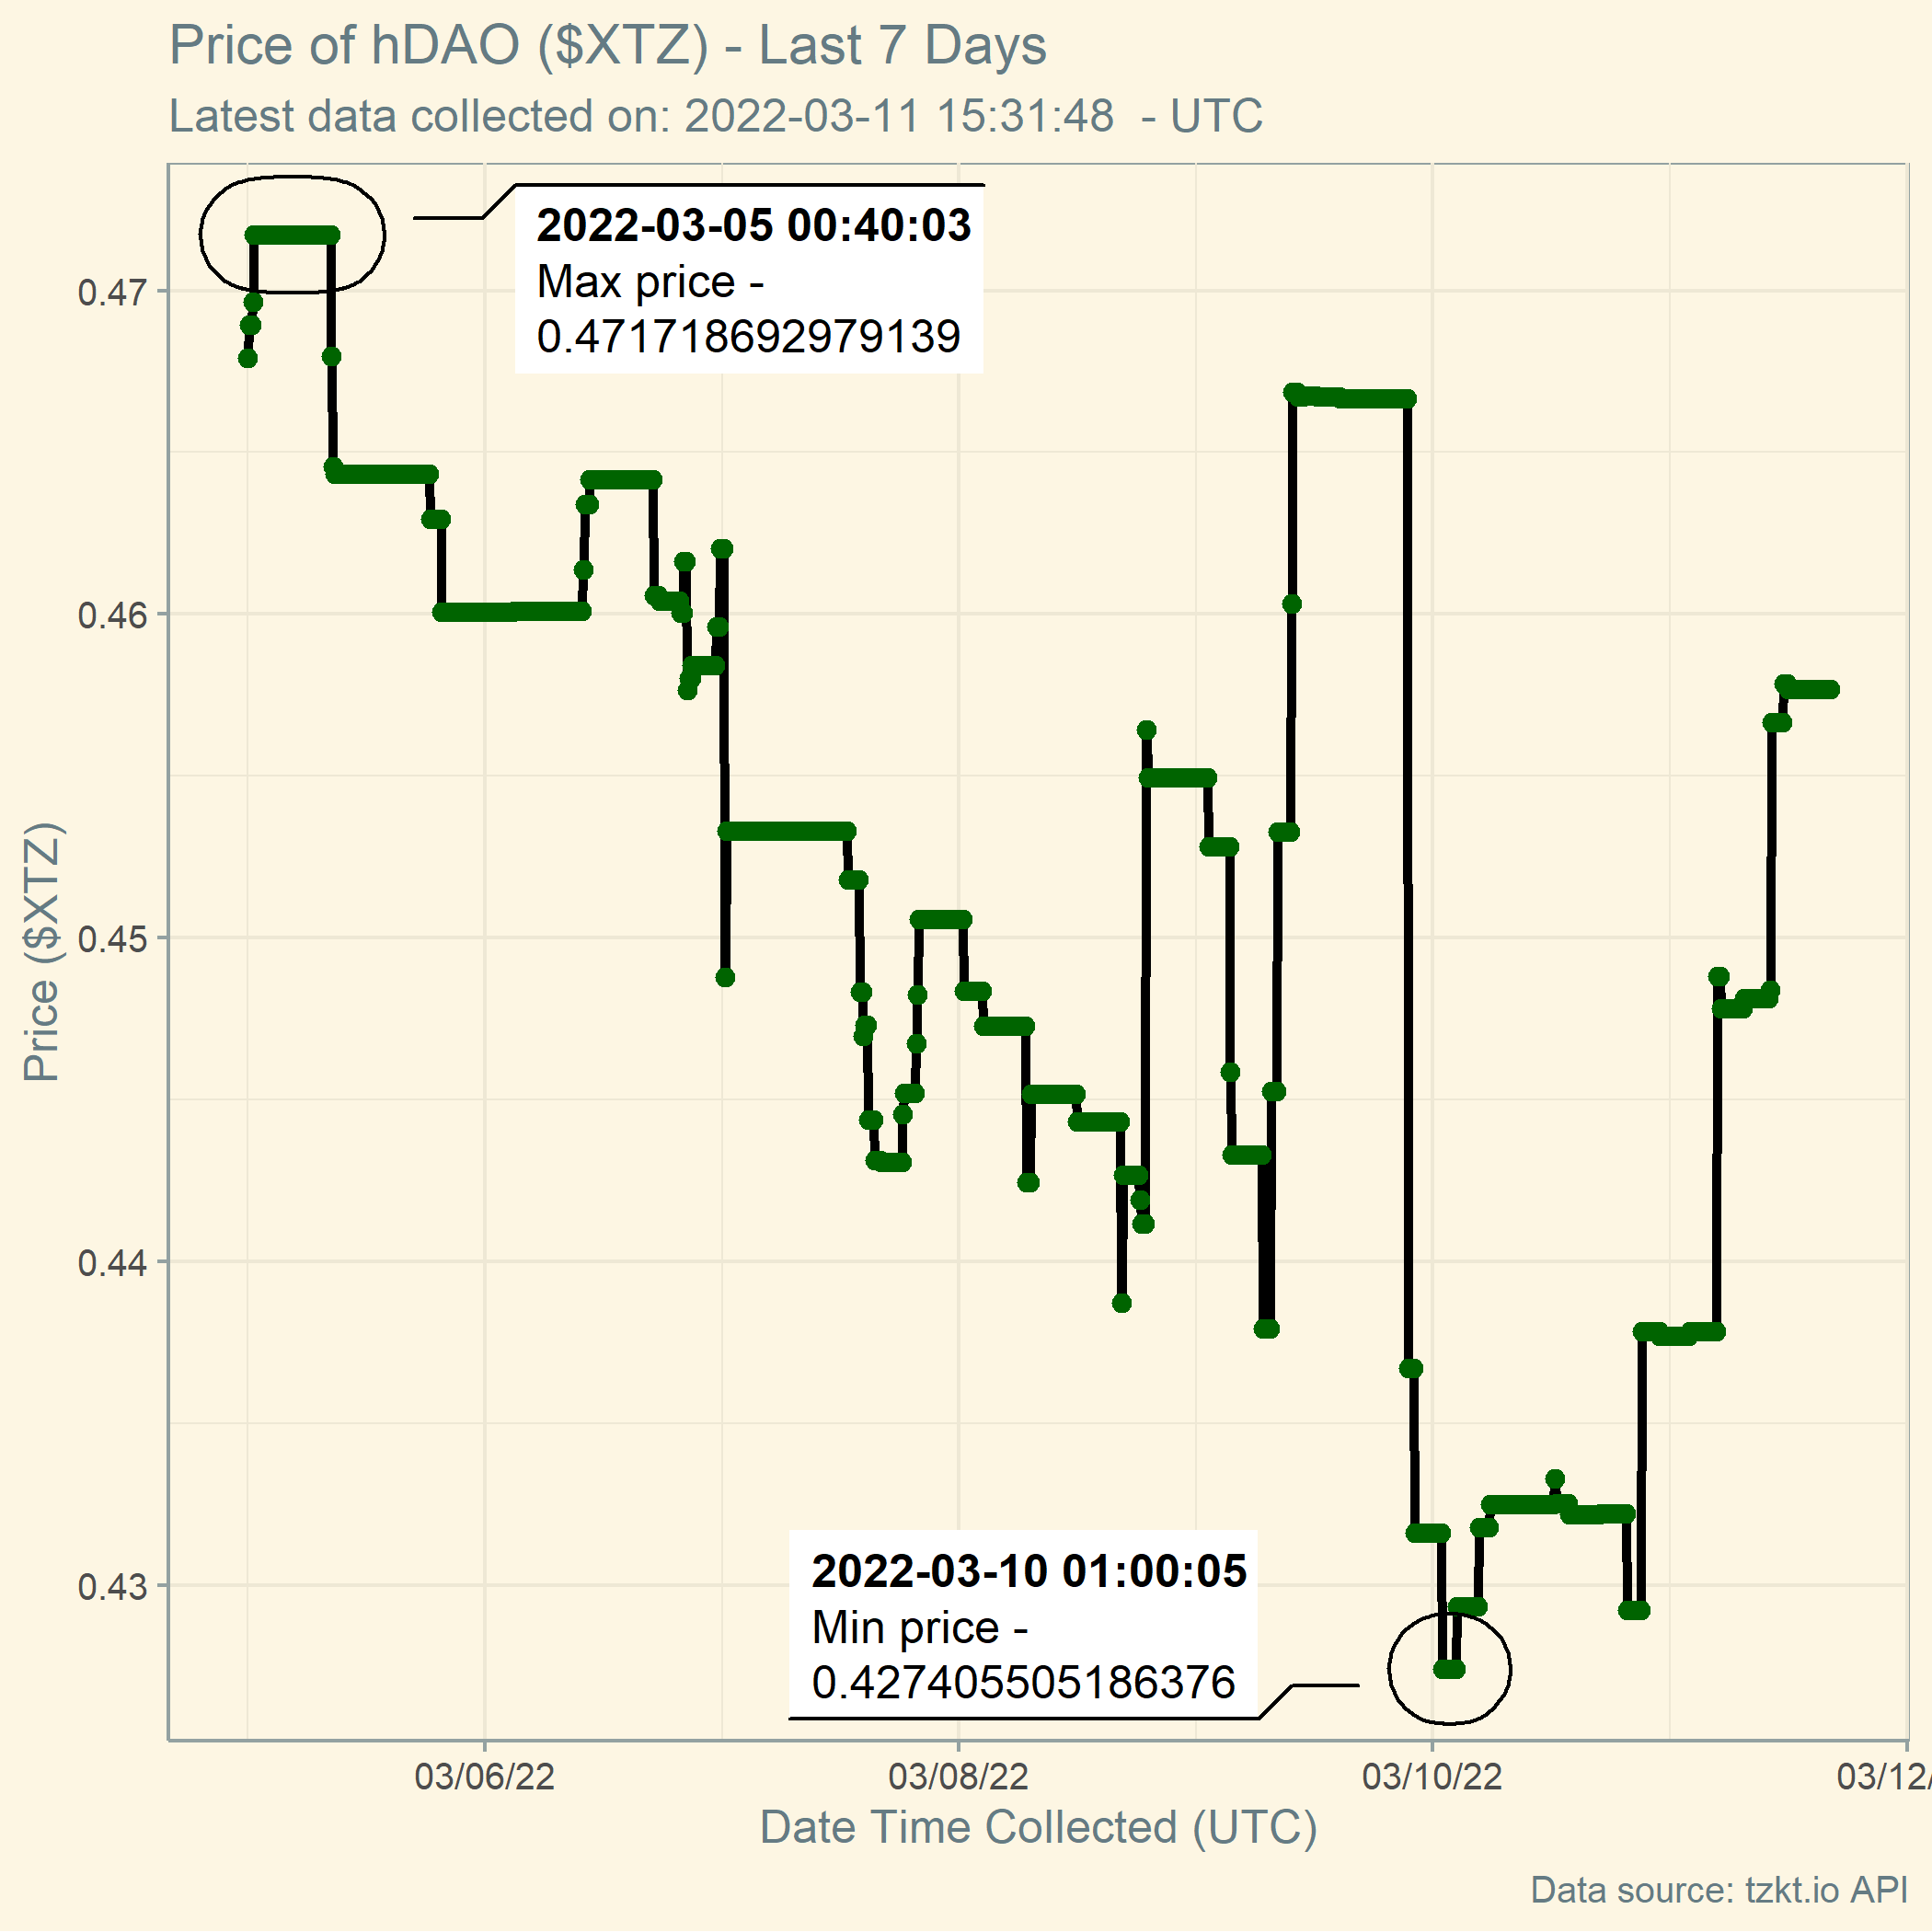 Price of hDAO ($XTZ) - Last 7 Days
Latest data collected on: 2022-03-11 15:31:48  - UTC
2022-03-05 00:40:03
Max price -
0.471718692979139
0.47
0.46
0.45
0.44
0.43
Price ($XTZ)
2022-03-10 01:00:05
Min price -
0.427405505186376
03/06/22
03/08/22
03/10/22
03/12/
Date Time Collected (UTC)
Data source: tzkt.io API